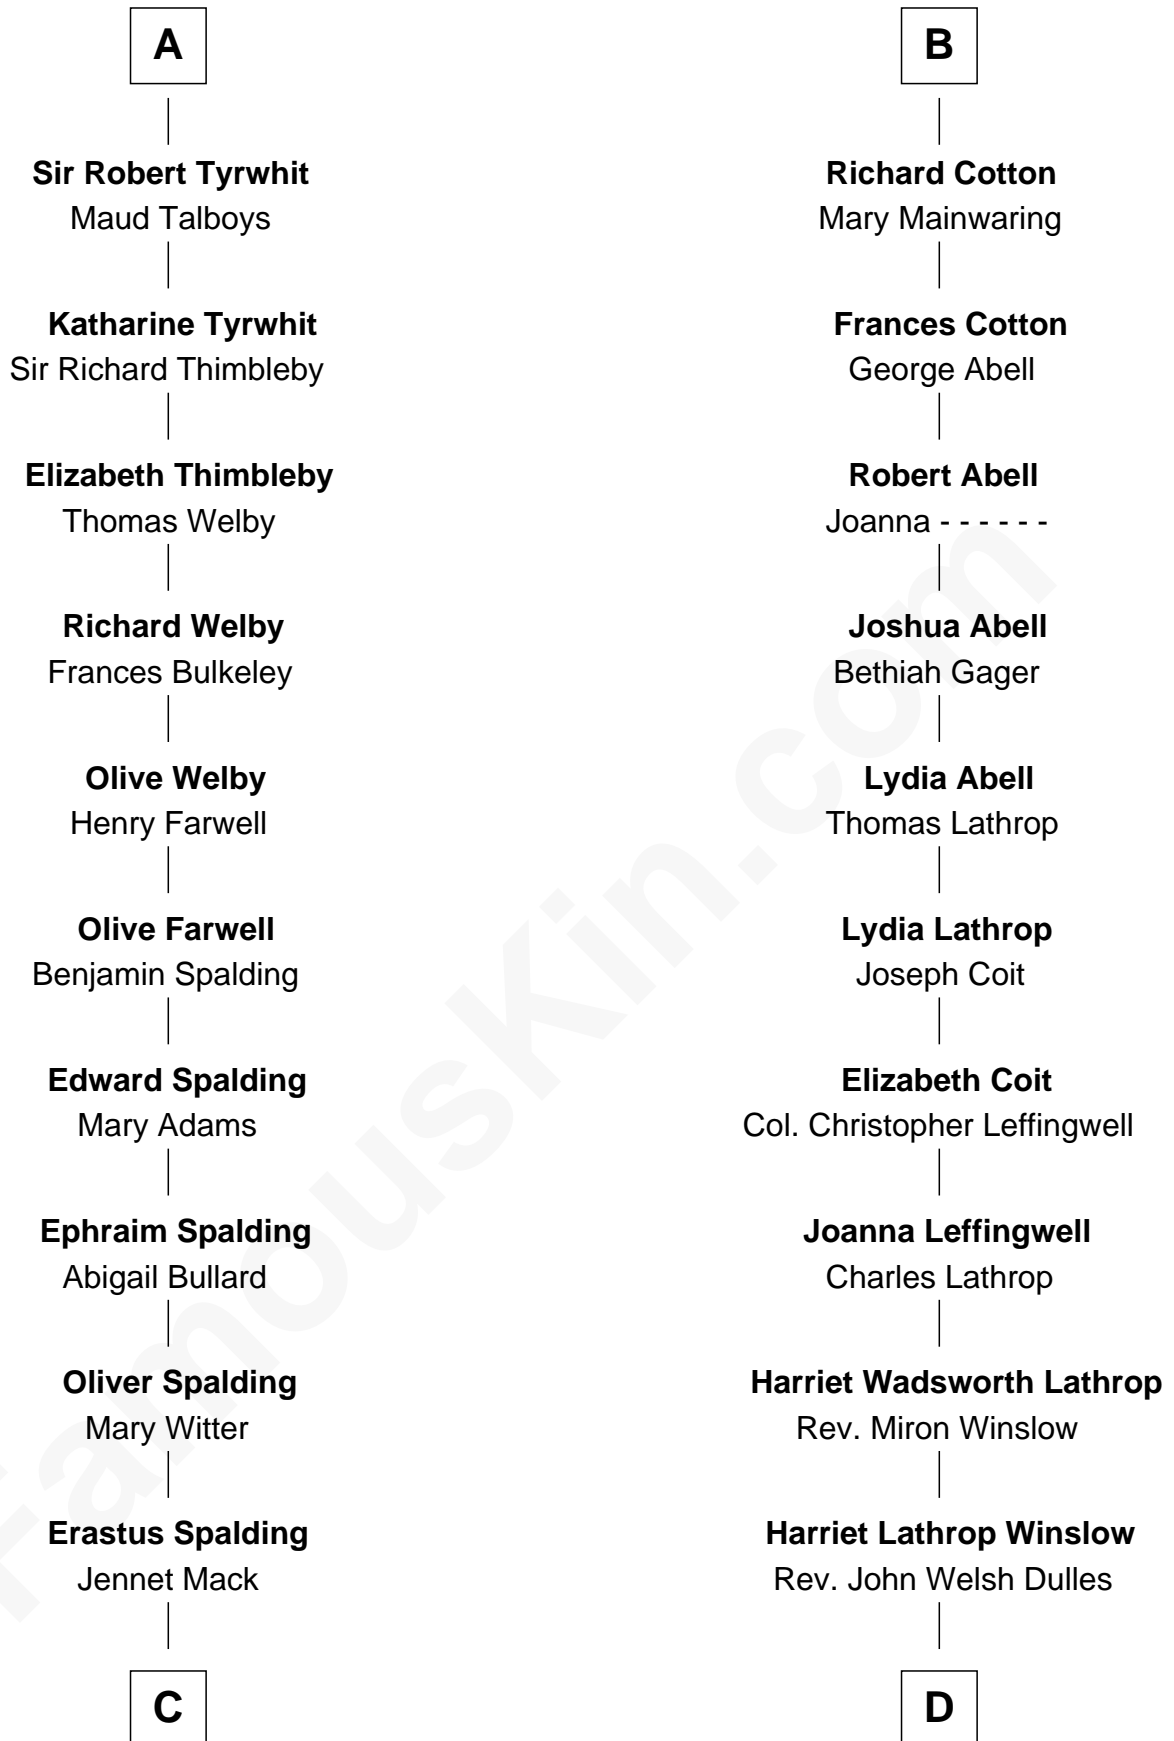 A
Sir Robert Tyrwhit
Maud Talboys
Katharine Tyrwhit
Sir Richard Thimbleby
Elizabeth Thimbleby
Thomas Welby
Richard Welby
Frances Bulkeley
Olive Welby
Henry Farwell
Olive Farwell
Benjamin Spalding
Edward Spalding
Mary Adams
Ephraim Spalding
Abigail Bullard
Oliver Spalding
Mary Witter
Erastus Spalding
Jennet Mack
C
B
Richard Cotton
Mary Mainwaring
Frances Cotton
George Abell
Robert Abell
Joanna - - - - - -
Joshua Abell
Bethiah Gager
Lydia Abell
Thomas Lathrop
Lydia Lathrop
Joseph Coit
Elizabeth Coit
Col. Christopher Leffingwell
Joanna Leffingwell
Charles Lathrop
Harriet Wadsworth Lathrop
Rev. Miron Winslow
Harriet Lathrop Winslow
Rev. John Welsh Dulles
D
FamousKin.com